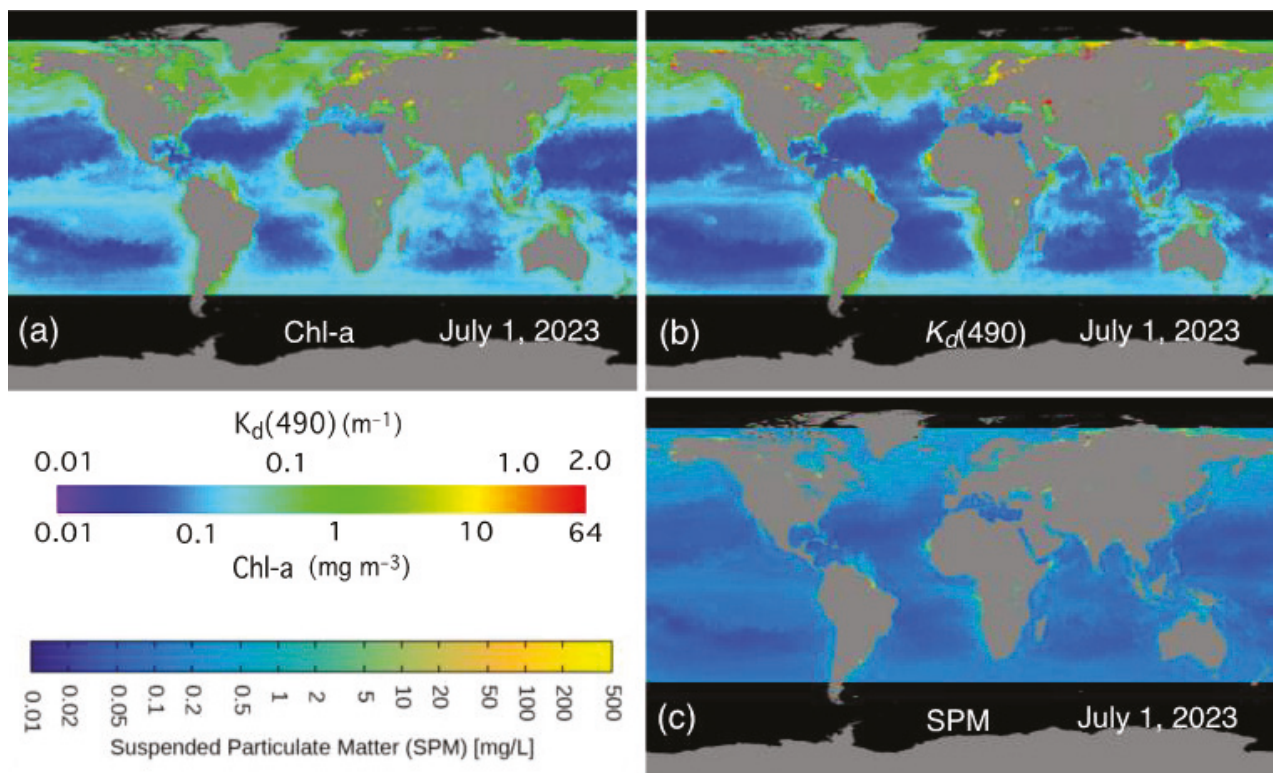 (a) Chl-a July 1, 2023
(b) K_d(490) July 1, 2023
K_d(490) (m⁻¹)
0.01 0.1 1.0 2.0
0.01 0.1 1 10 64
Chl-a (mg m⁻³)
0.01 0.02 0.05 0.1 0.2 0.5 1 2 5 10 20 50 100 200 500
Suspended Particulate Matter (SPM) [mg/L]
(c) SPM July 1, 2023